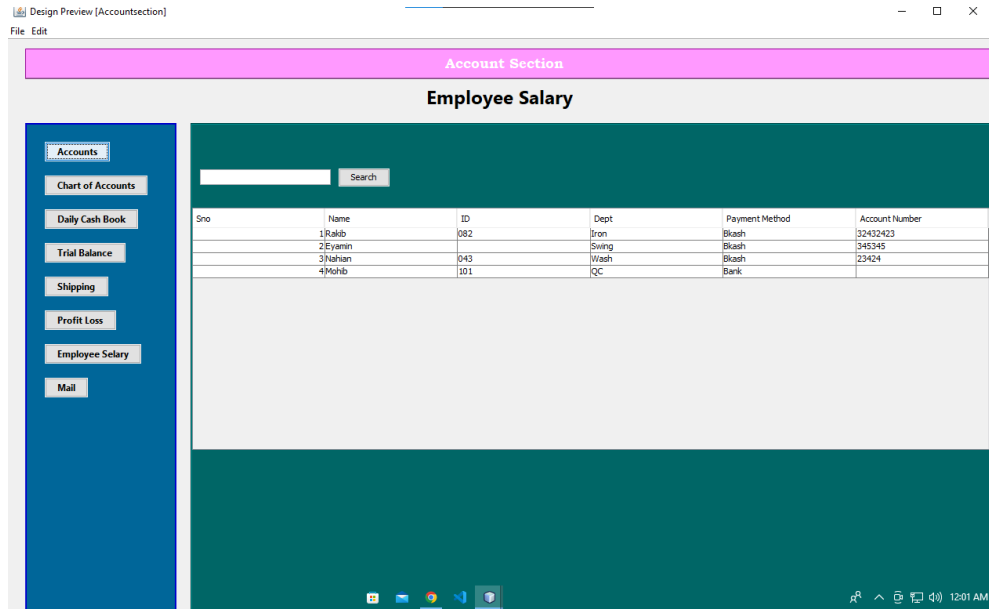 Design Preview [Accountsection]
File Edit
Account Section
Employee Salary
Accounts
Chart of Accounts
Daily Cash Book
Trial Balance
Shipping
Profit Loss
Employee Selary
Mail
Search
Sno Name ID Dept Payment Method Account Number
1 Rakib 082 Iron Bkash 32432423
2 Eyamin Swing Bkash 345345
3 Nahian 043 Wash Bkash 23424
4 Mohib 101 QC Bank
12:01 AM